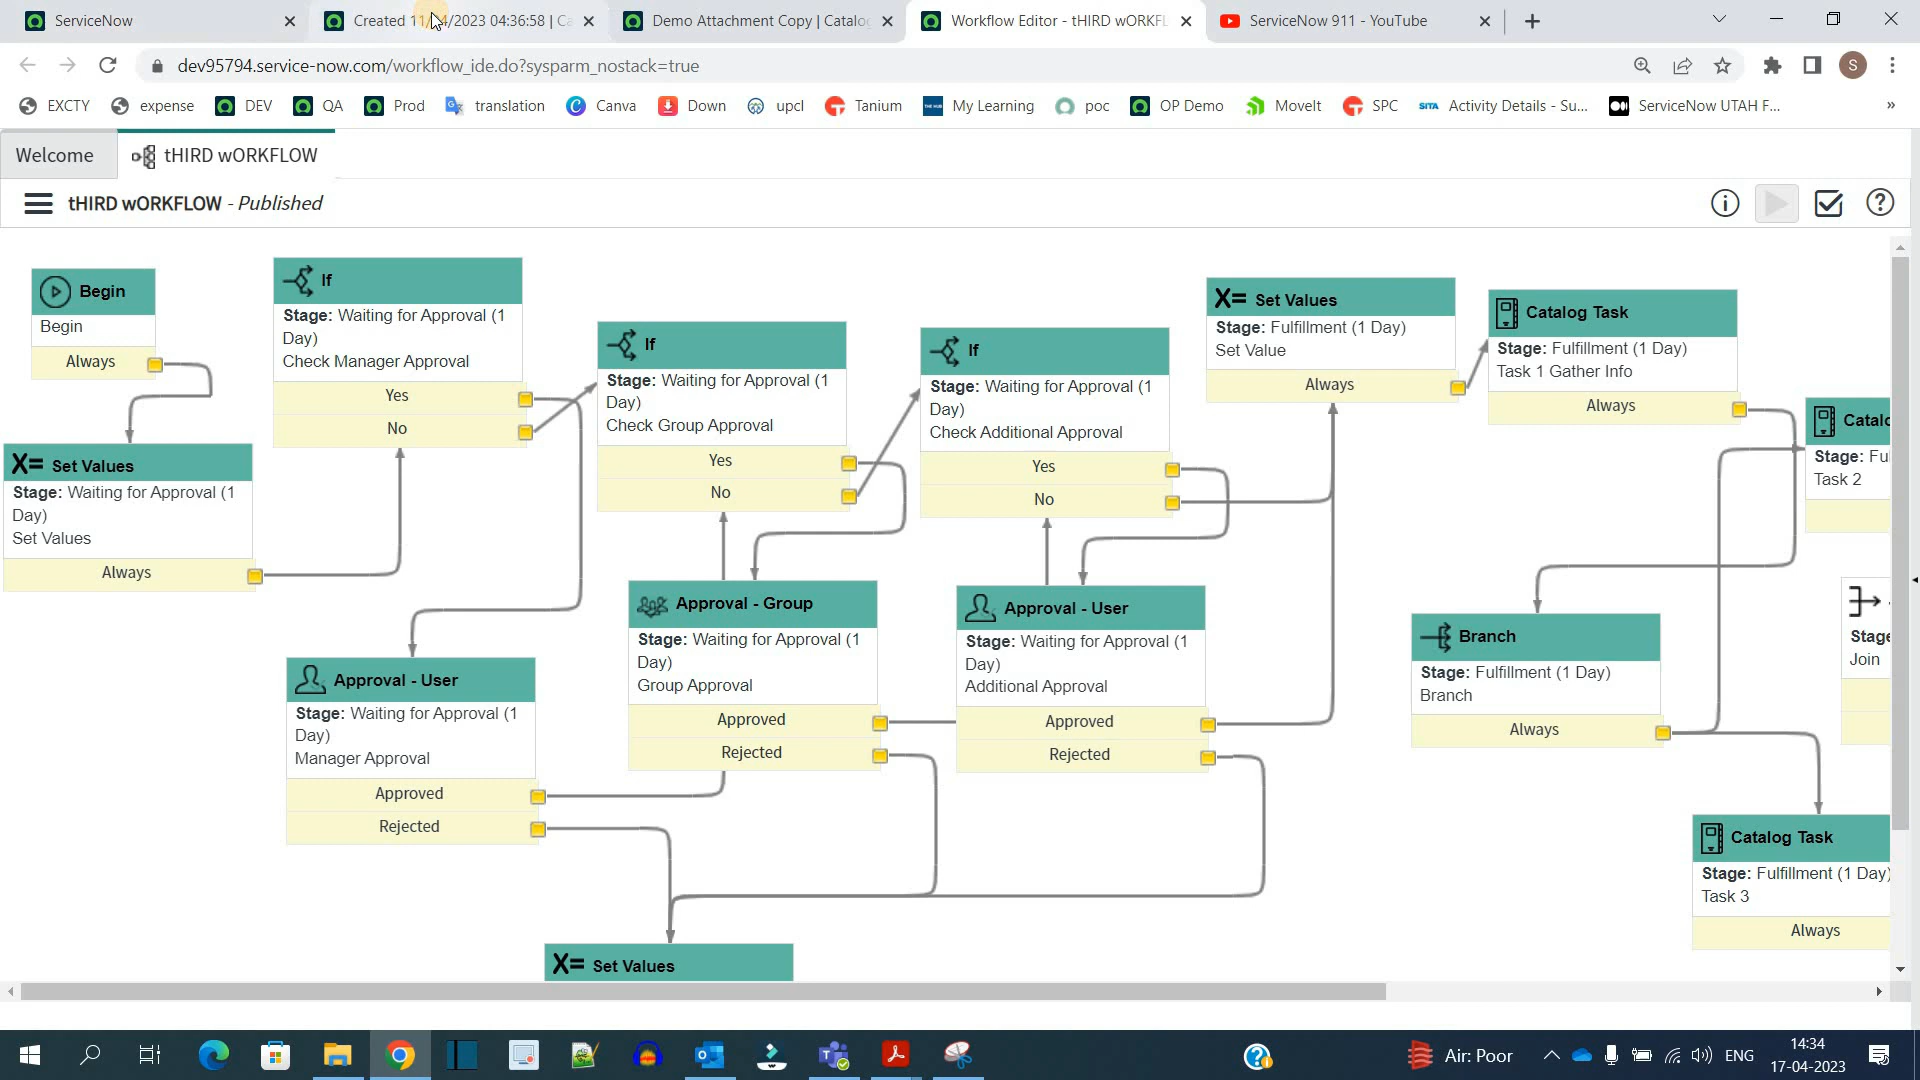 ServiceNow
Created 11/
4/2023 04:36:58 | Ca
Demo Attachment Copy | Catalog
Workflow Editor - tHIRD wORKFL
ServiceNow 911 - YouTube
dev95794.service-now.com/workflow_ide.do?sysparm_nostack=true
S
EXCTY
expense
DEV
QA
Prod
translation
Canva
Down
upcl
Tanium
My Learning
poc
OP Demo
MoveIt
SPC
SITA
Activity Details - Su...
ServiceNow UTAH F...
»
Welcome
tHIRD wORKFLOW
tHIRD wORKFLOW - Published
Begin
Begin
Always
X= Set Values
Stage: Waiting for Approval (1
Day)
Set Values
Always
If
Stage: Waiting for Approval (1
Day)
Check Manager Approval
Yes
No
Approval - User
Stage: Waiting for Approval (1
Day)
Manager Approval
Approved
Rejected
If
Stage: Waiting for Approval (1
Day)
Check Group Approval
Yes
No
Approval - Group
Stage: Waiting for Approval (1
Day)
Group Approval
Approved
Rejected
X= Set Values
If
Stage: Waiting for Approval (1
Day)
Check Additional Approval
Yes
No
Approval - User
Stage: Waiting for Approval (1
Day)
Additional Approval
Approved
Rejected
X= Set Values
Stage: Fulfillment (1 Day)
Set Value
Always
Catalog Task
Stage: Fulfillment (1 Day)
Task 1 Gather Info
Always
Branch
Stage: Fulfillment (1 Day)
Branch
Always
Catalo
Stage: Ful
Task 2
Stage
Join
Catalog Task
Stage: Fulfillment (1 Day)
Task 3
Always
Air: Poor
ENG
14:34
17-04-2023